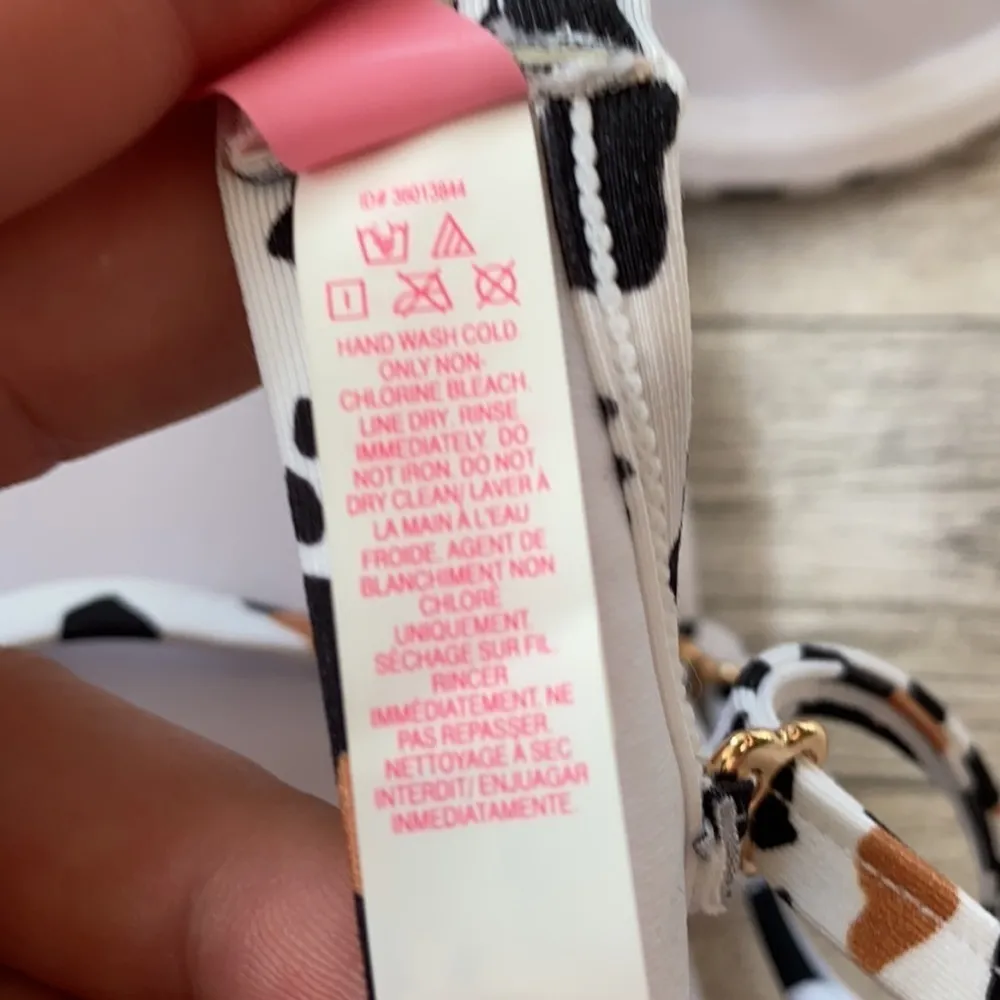 ID# 36013844
HAND WASH COLD.
ONLY NON-
CHLORINE BLEACH.
LINE DRY. RINSE
IMMEDIATELY. DO
NOT IRON. DO NOT
DRY CLEAN/ LAVER À
LA MAIN À L'EAU
FROIDE. AGENT DE
BLANCHIMENT NON
CHLORÉ
UNIQUEMENT.
SÉCHAGE SUR FIL.
RINCER
IMMÉDIATEMENT. NE
PAS REPASSER.
NETTOYAGE À SEC
INTERDIT/ ENJUAGAR
INMEDIATAMENTE.